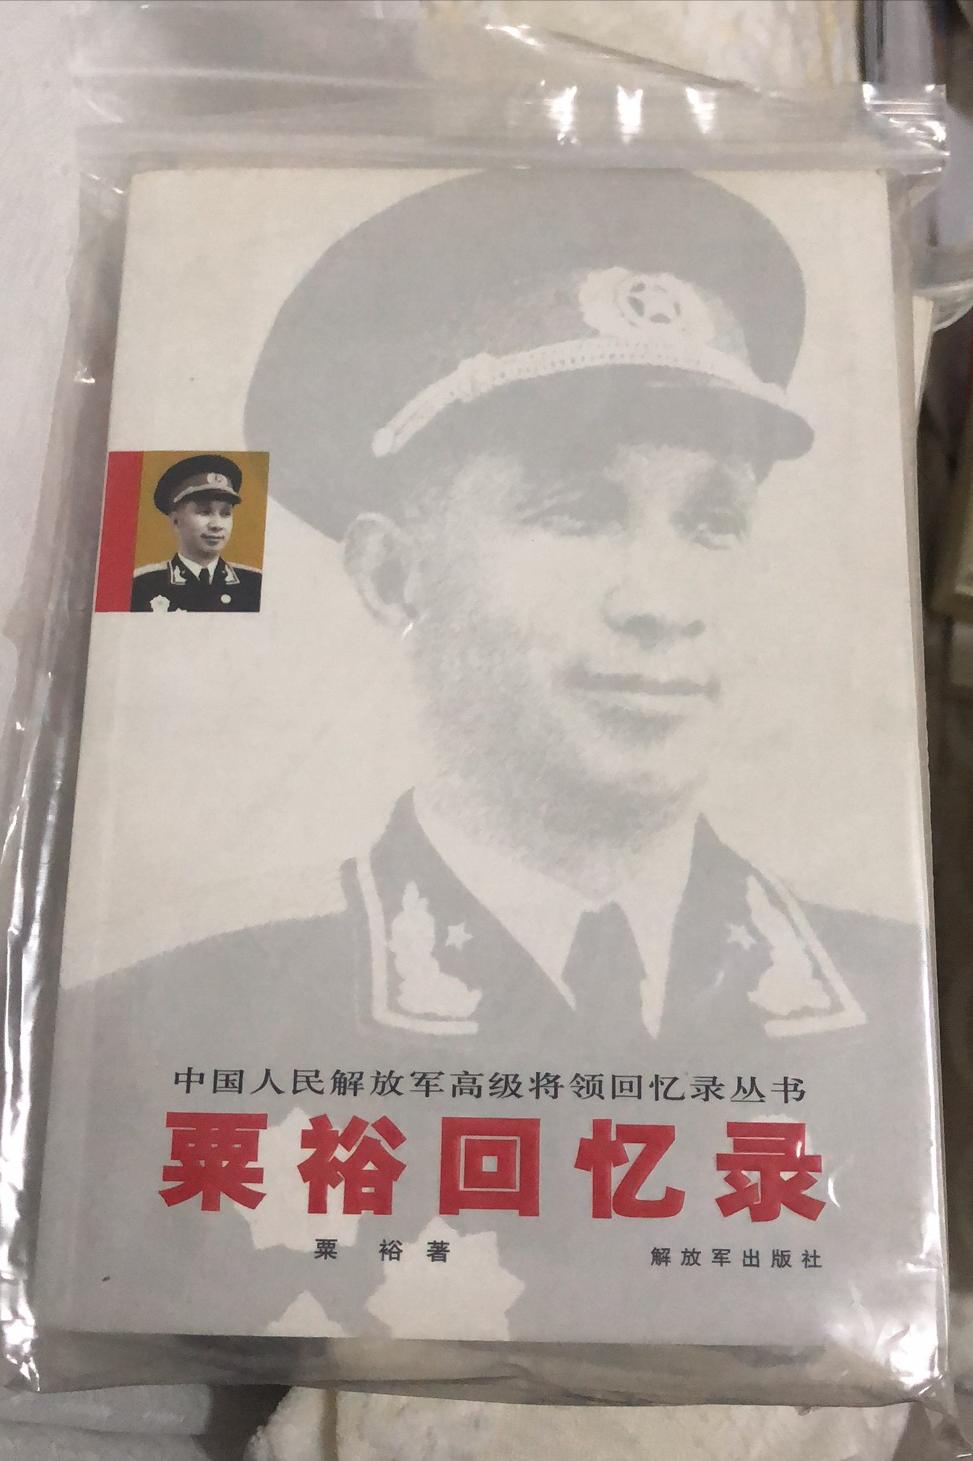 中国人民解放军高级将领回忆录丛书
粟裕回忆录
粟 裕 著
解放军出版社